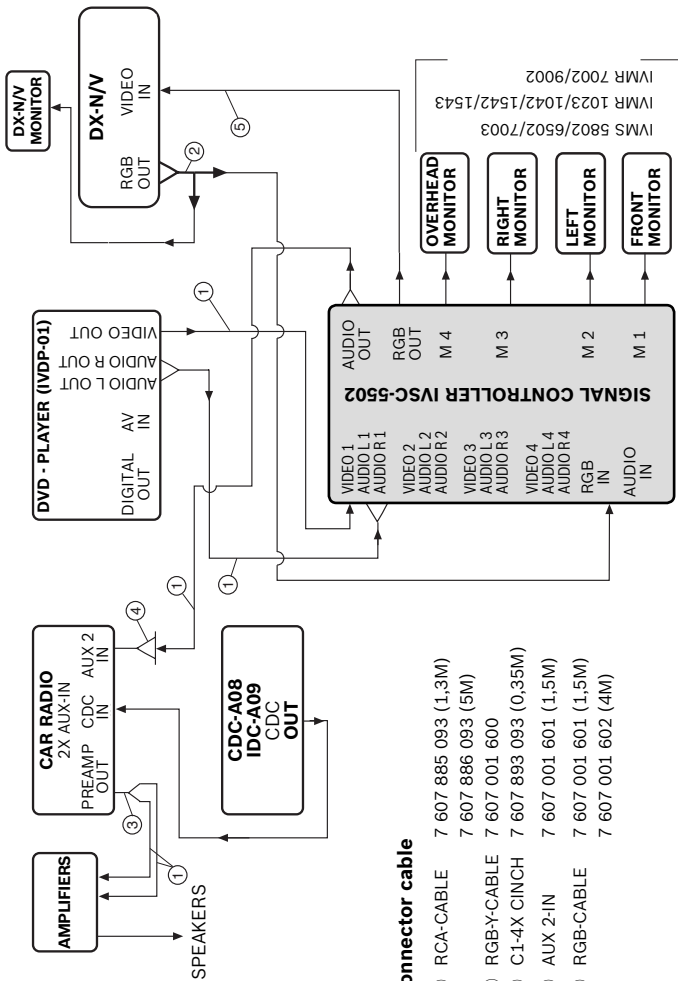 DX-N/V
MONITOR
DX-N/V
VIDEO
IN
RGB
OUT
2
5
IVMS 5802/6502/7003
IVMR 1023/1042/1542/1543
IVMR 7002/9002
OVERHEAD
MONITOR
RIGHT
MONITOR
LEFT
MONITOR
FRONT
MONITOR
DVD - PLAYER (IVDP-01)
DIGITAL
OUT
AV
IN
AUDIO L OUT
AUDIO R OUT
VIDEO OUT
1
1
1
SIGNAL CONTROLLER IVSC-5502
VIDEO 1
AUDIO L 1
AUDIO R 1
VIDEO 2
AUDIO L 2
AUDIO R 2
VIDEO 3
AUDIO L 3
AUDIO R 3
VIDEO 4
AUDIO L 4
AUDIO R 4
RGB
IN
AUDIO
IN
AUDIO
OUT
RGB
OUT
M 4
M 3
M 2
M 1
CAR RADIO
2X AUX-IN
PREAMP
OUT
CDC
IN
AUX 2
IN
4
3
1
AMPLIFIERS
SPEAKERS
CDC-A08
IDC-A09
CDC
OUT
onnector cable
RCA-CABLE 7 607 885 093 (1,3M)
7 607 886 093 (5M)
RGB-Y-CABLE 7 607 001 600
C1-4X CINCH 7 607 893 093 (0,35M)
AUX 2-IN 7 607 001 601 (1,5M)
RGB-CABLE 7 607 001 601 (1,5M)
7 607 001 602 (4M)